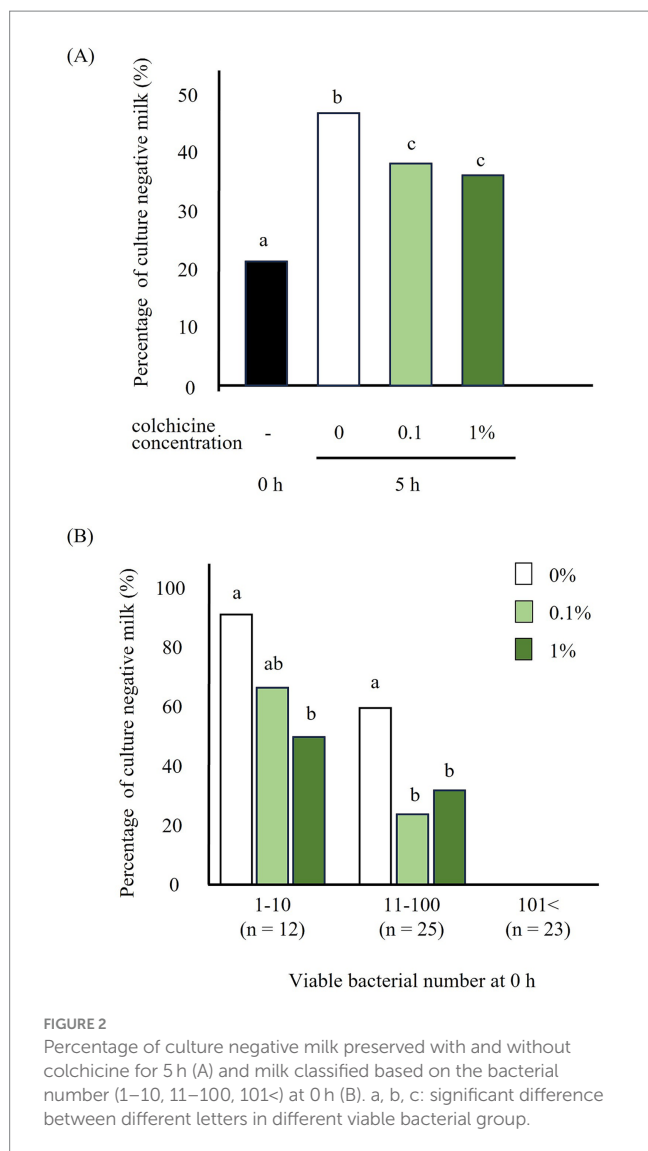 (A)
Percentage of culture negative milk (%)
50
40
30
20
10
0
a
b
c
c
colchicine
concentration
- 0 0.1 1%
0 h 5 h
(B)
Percentage of culture negative milk (%)
100
80
60
40
20
0
a
ab
b
a
b
b
0%
0.1%
1%
1-10 11-100 101<
(n = 12) (n = 25) (n = 23)
Viable bacterial number at 0 h
FIGURE 2
Percentage of culture negative milk preserved with and without
colchicine for 5 h (A) and milk classified based on the bacterial
number (1–10, 11–100, 101<) at 0 h (B). a, b, c: significant difference
between different letters in different viable bacterial group.